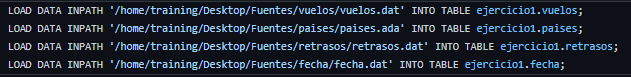 LOAD DATA INPATH '/home/training/Desktop/Fuentes/vuelos/vuelos.dat' INTO TABLE ejercicio1.vuelos;
LOAD DATA INPATH '/home/training/Desktop/Fuentes/paises/paises.ada' INTO TABLE ejercicio1.paises;
LOAD DATA INPATH '/home/training/Desktop/Fuentes/retrasos/retrasos.dat' INTO TABLE ejercicio1.retrasos;
LOAD DATA INPATH '/home/training/Desktop/Fuentes/fecha/fecha.dat' INTO TABLE ejercicio1.fecha;